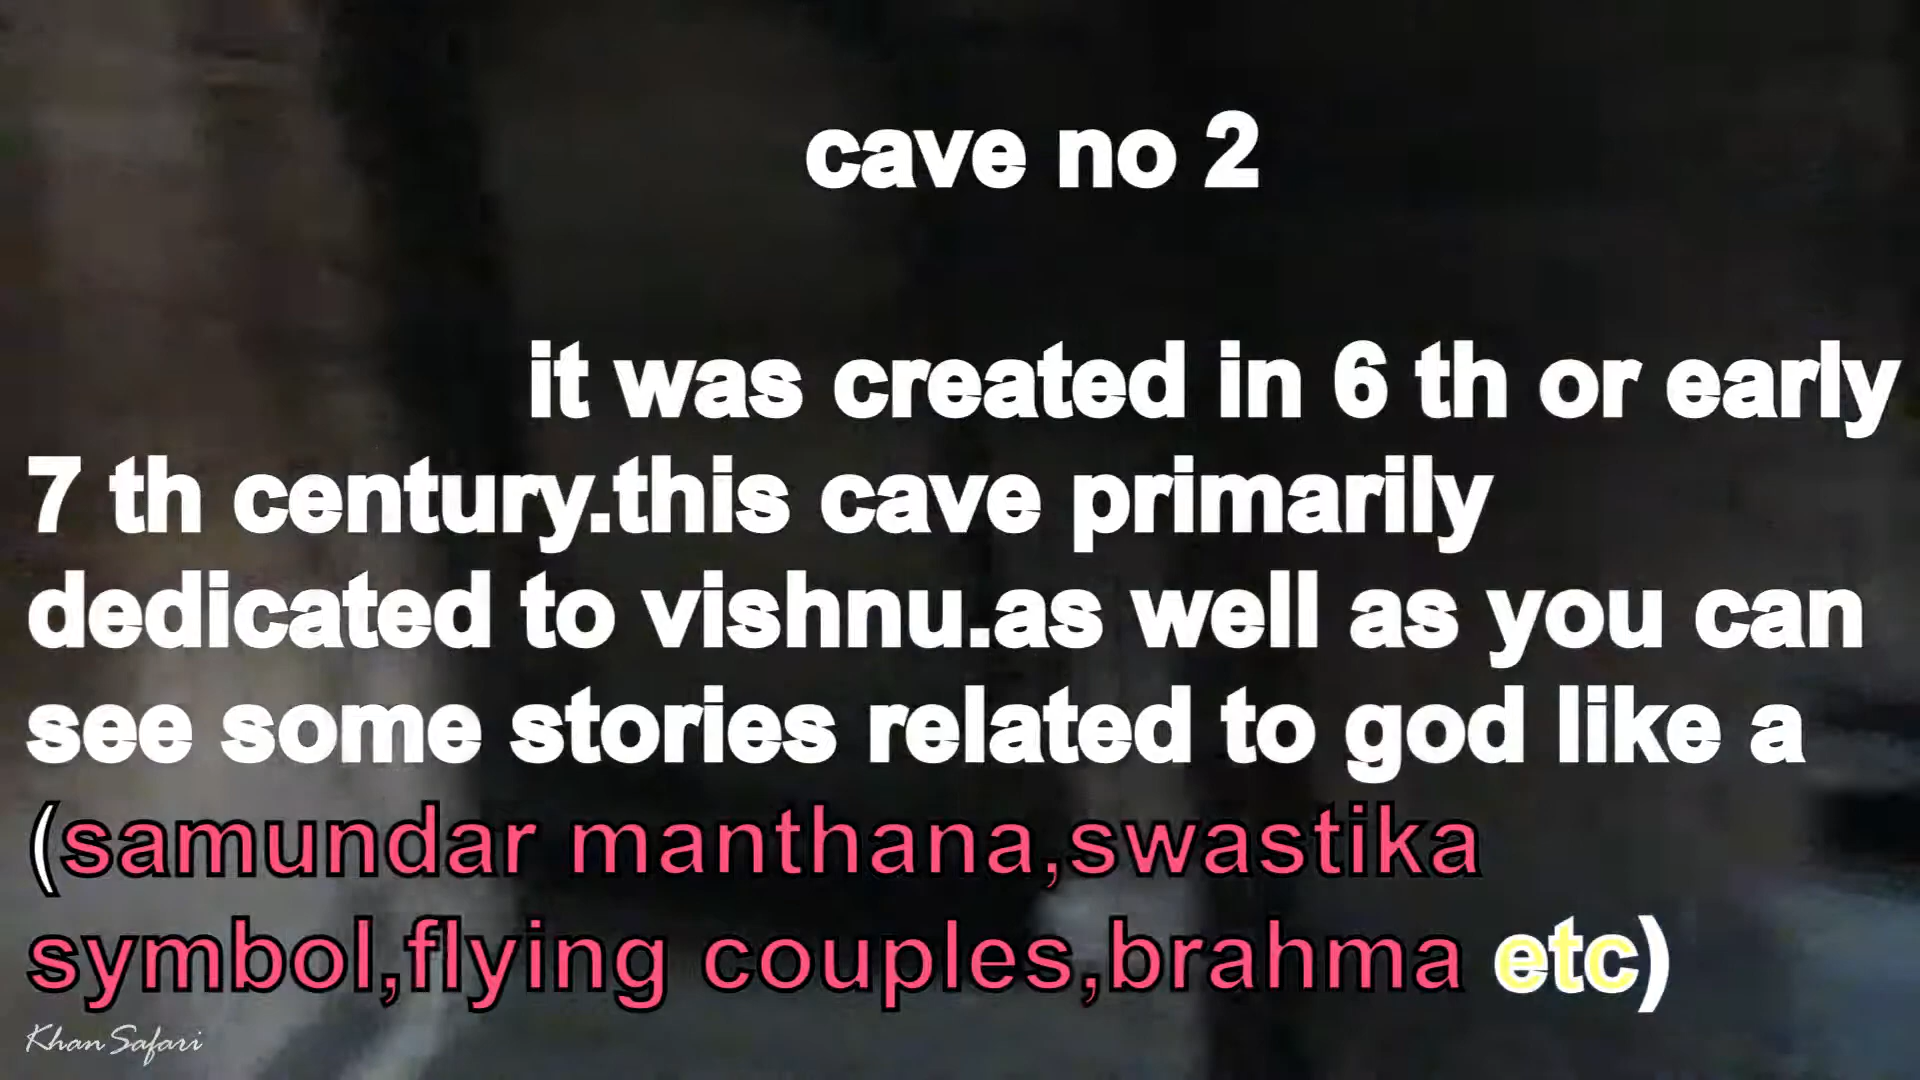 cave no 2
it was created in 6 th or early
7 th century.this cave primarily
dedicated to vishnu.as well as you can
see some stories related to god like a
(samundar manthana,swastika
symbol,flying couples,brahma etc)
Khan Safari